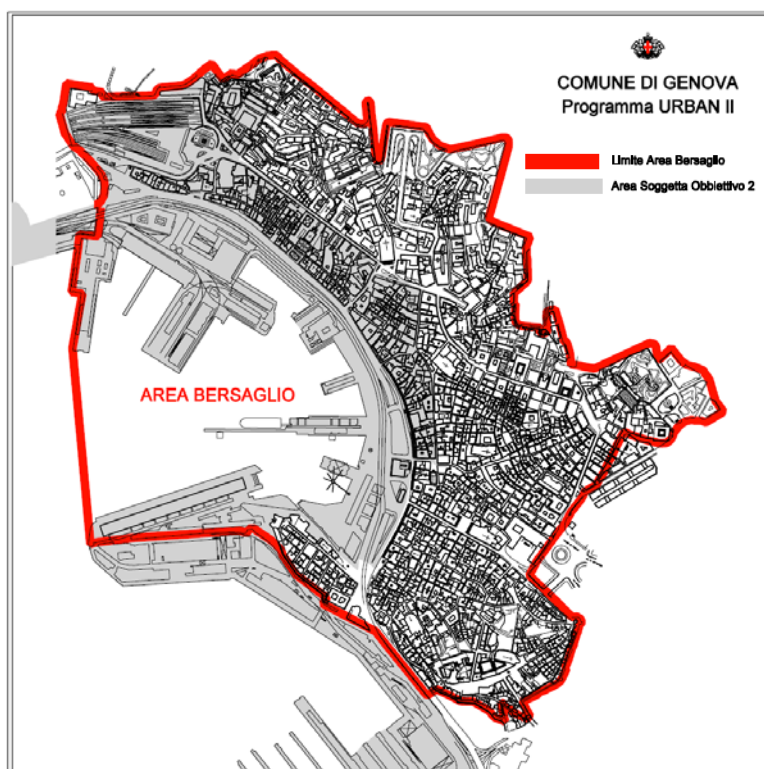 COMUNE DI GENOVA
Programma URBAN II
Limite Area Bersaglio
Area Soggetta Obbiettivo 2
AREA BERSAGLIO